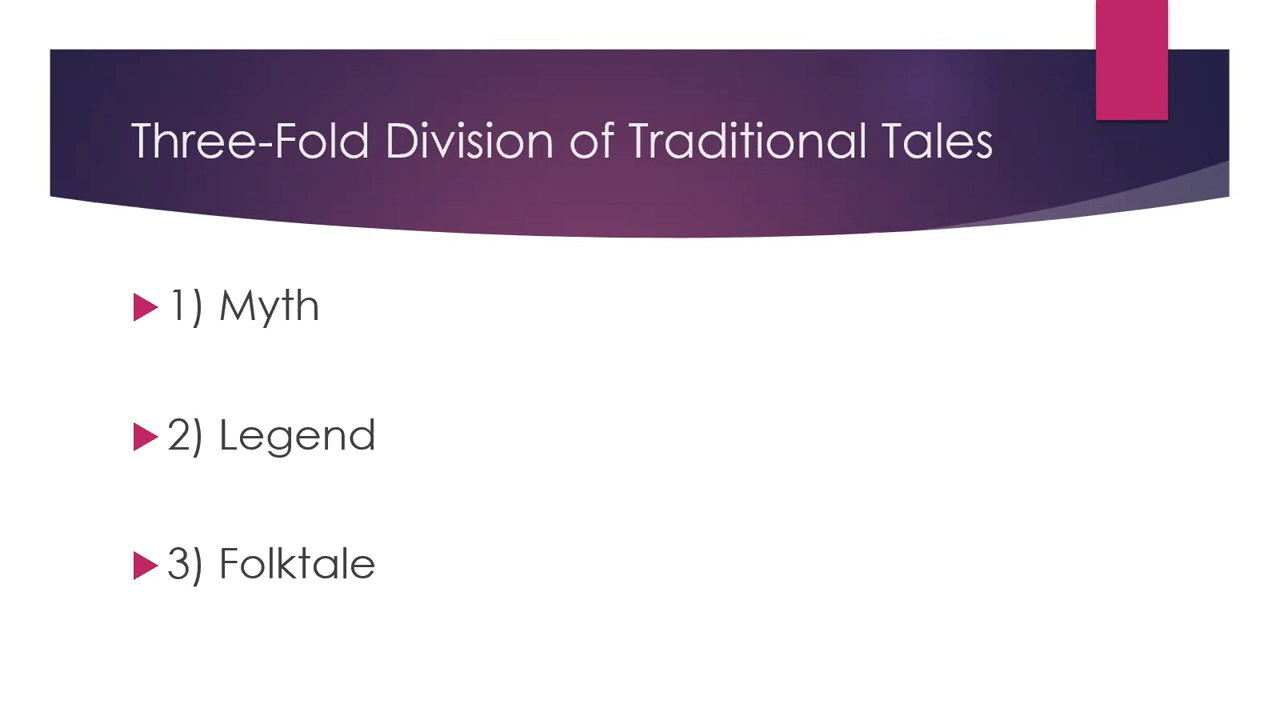 Three-Fold Division of Traditional Tales
1) Myth
2) Legend
3) Folktale